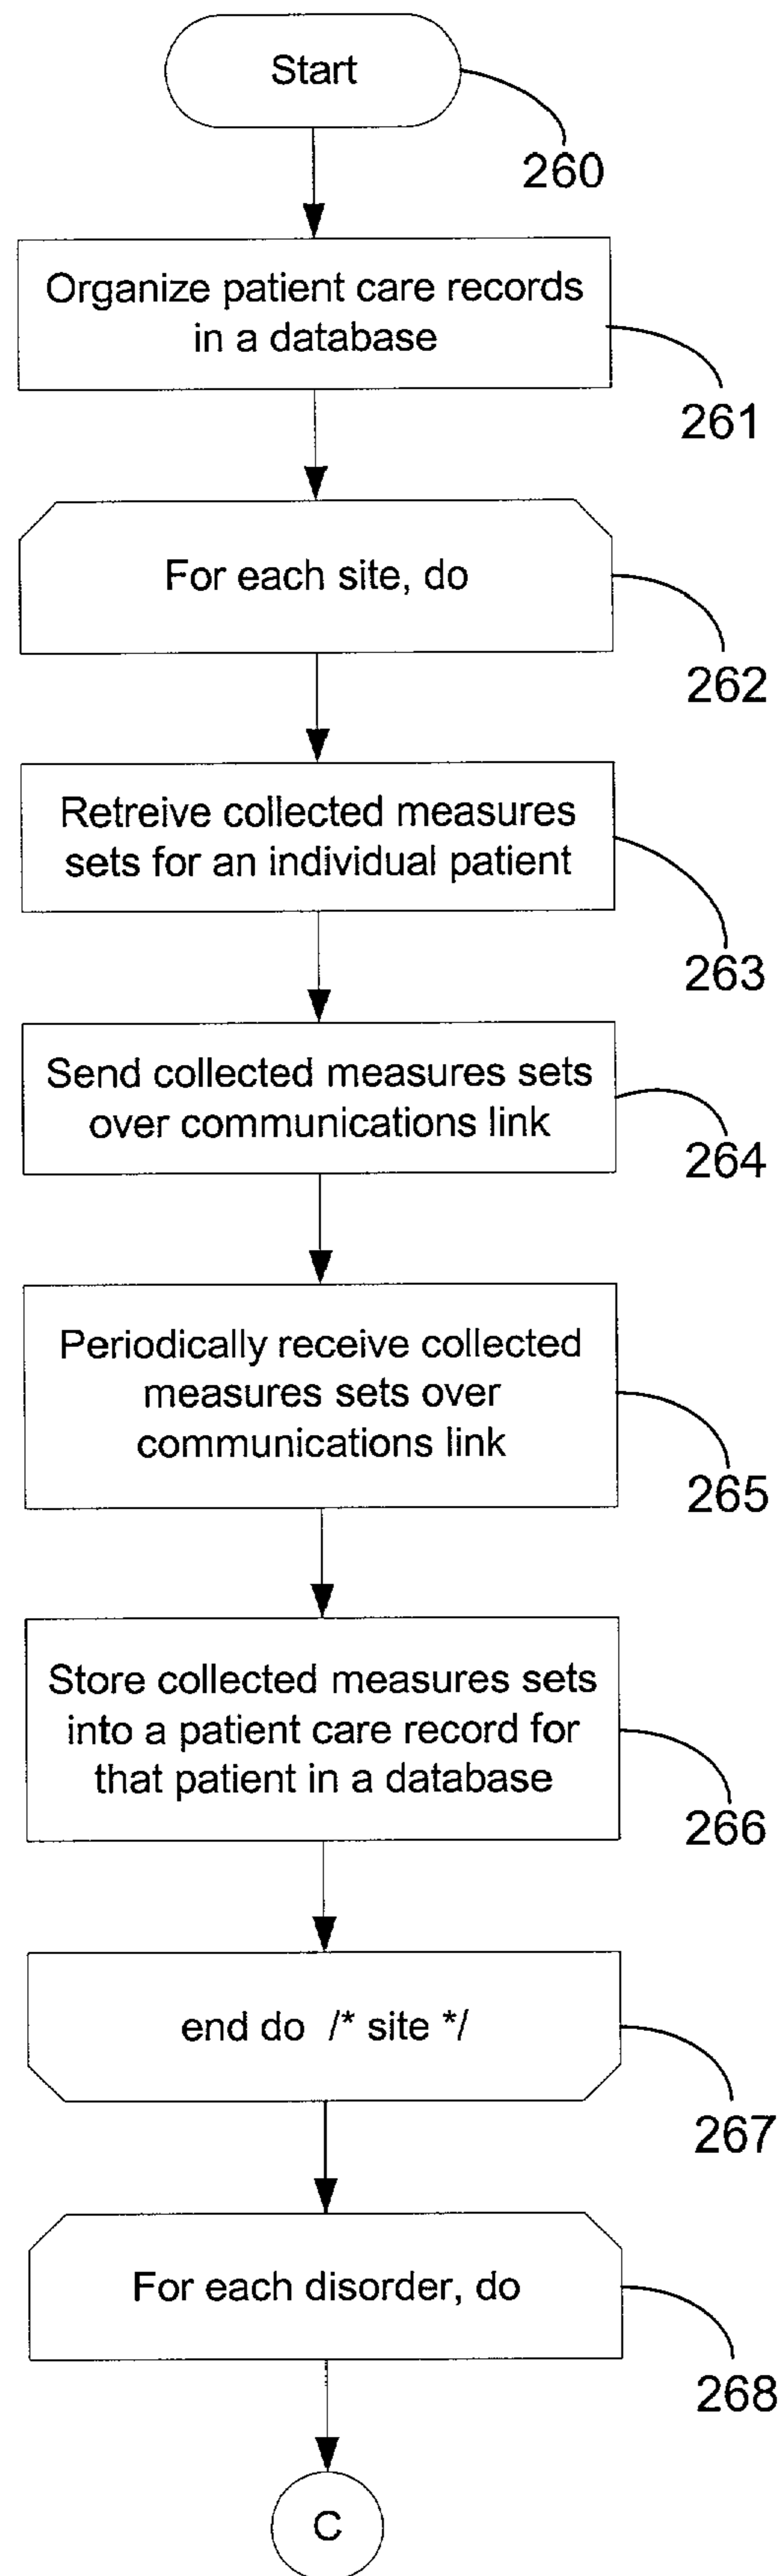 Start
260
Organize patient care records
in a database
261
For each site, do
262
Retreive collected measures
sets for an individual patient
263
Send collected measures sets
over communications link
264
Periodically receive collected
measures sets over
communications link
265
Store collected measures sets
into a patient care record for
that patient in a database
266
end do /* site */
267
For each disorder, do
268
C